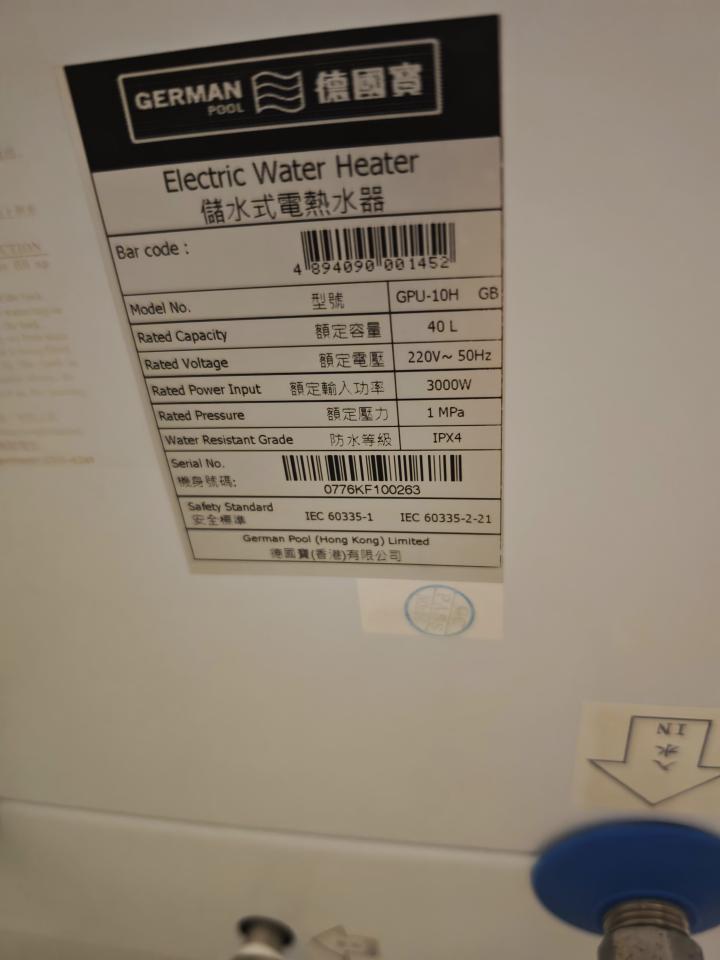 GERMAN POOL 德國寶
Electric Water Heater
儲水式電熱水器
Bar code :
4 894090 001452
Model No. 型號 GPU-10H GB
Rated Capacity 額定容量 40 L
Rated Voltage 額定電壓 220V~ 50Hz
Rated Power Input 額定輸入功率 3000W
Rated Pressure 額定壓力 1 MPa
Water Resistant Grade 防水等級 IPX4
Serial No.
機身號碼:
0776KF100263
Safety Standard IEC 60335-1 IEC 60335-2-21
安全標準
German Pool (Hong Kong) Limited
德國寶(香港)有限公司
IN
入水